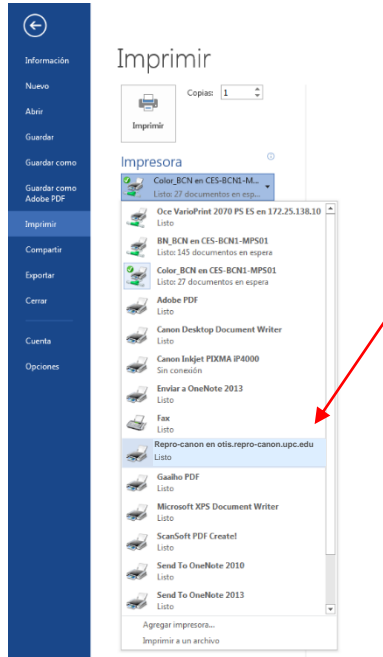 Información
Nuevo
Abrir
Guardar
Guardar como
Guardar como
Adobe PDF
Imprimir
Compartir
Exportar
Cerrar
Cuenta
Opciones
Imprimir
Copias: 1
Imprimir
Impresora
Color_BCN en CES-BCN1-M...
Listo: 27 documentos en esp...
Oce VarioPrint 2070 PS ES en 172.25.138.10
Listo
BN_BCN en CES-BCN1-MPS01
Listo: 145 documentos en espera
Color_BCN en CES-BCN1-MPS01
Listo: 27 documentos en espera
Adobe PDF
Listo
Canon Desktop Document Writer
Listo
Canon Inkjet PIXMA iP4000
Sin conexión
Enviar a OneNote 2013
Listo
Fax
Listo
Repro-canon en otis.repro-canon.upc.edu
Listo
Gaaiho PDF
Listo
Microsoft XPS Document Writer
Listo
ScanSoft PDF Create!
Listo
Send To OneNote 2010
Listo
Send To OneNote 2013
Listo
Agregar impresora...
Imprimir a un archivo